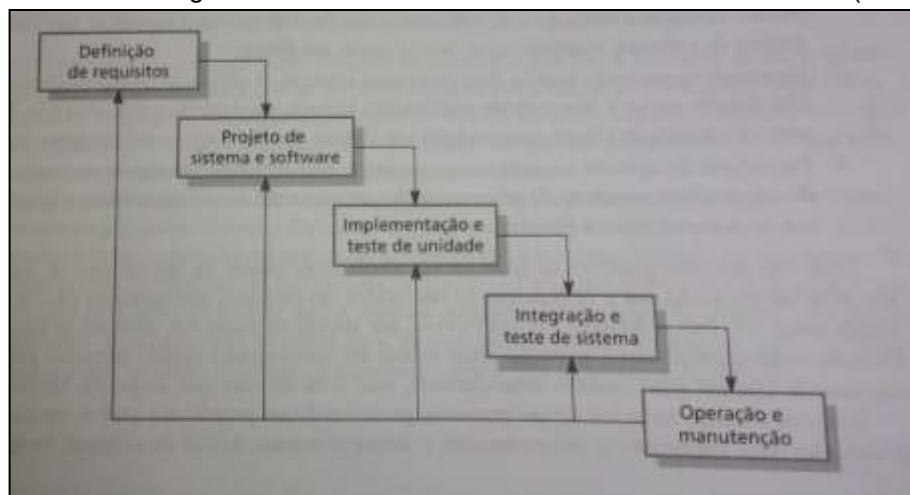 Definição
de requisitos
Projeto de
sistema e software
Implementação e
teste de unidade
Integração e
teste de sistema
Operação e
manutenção